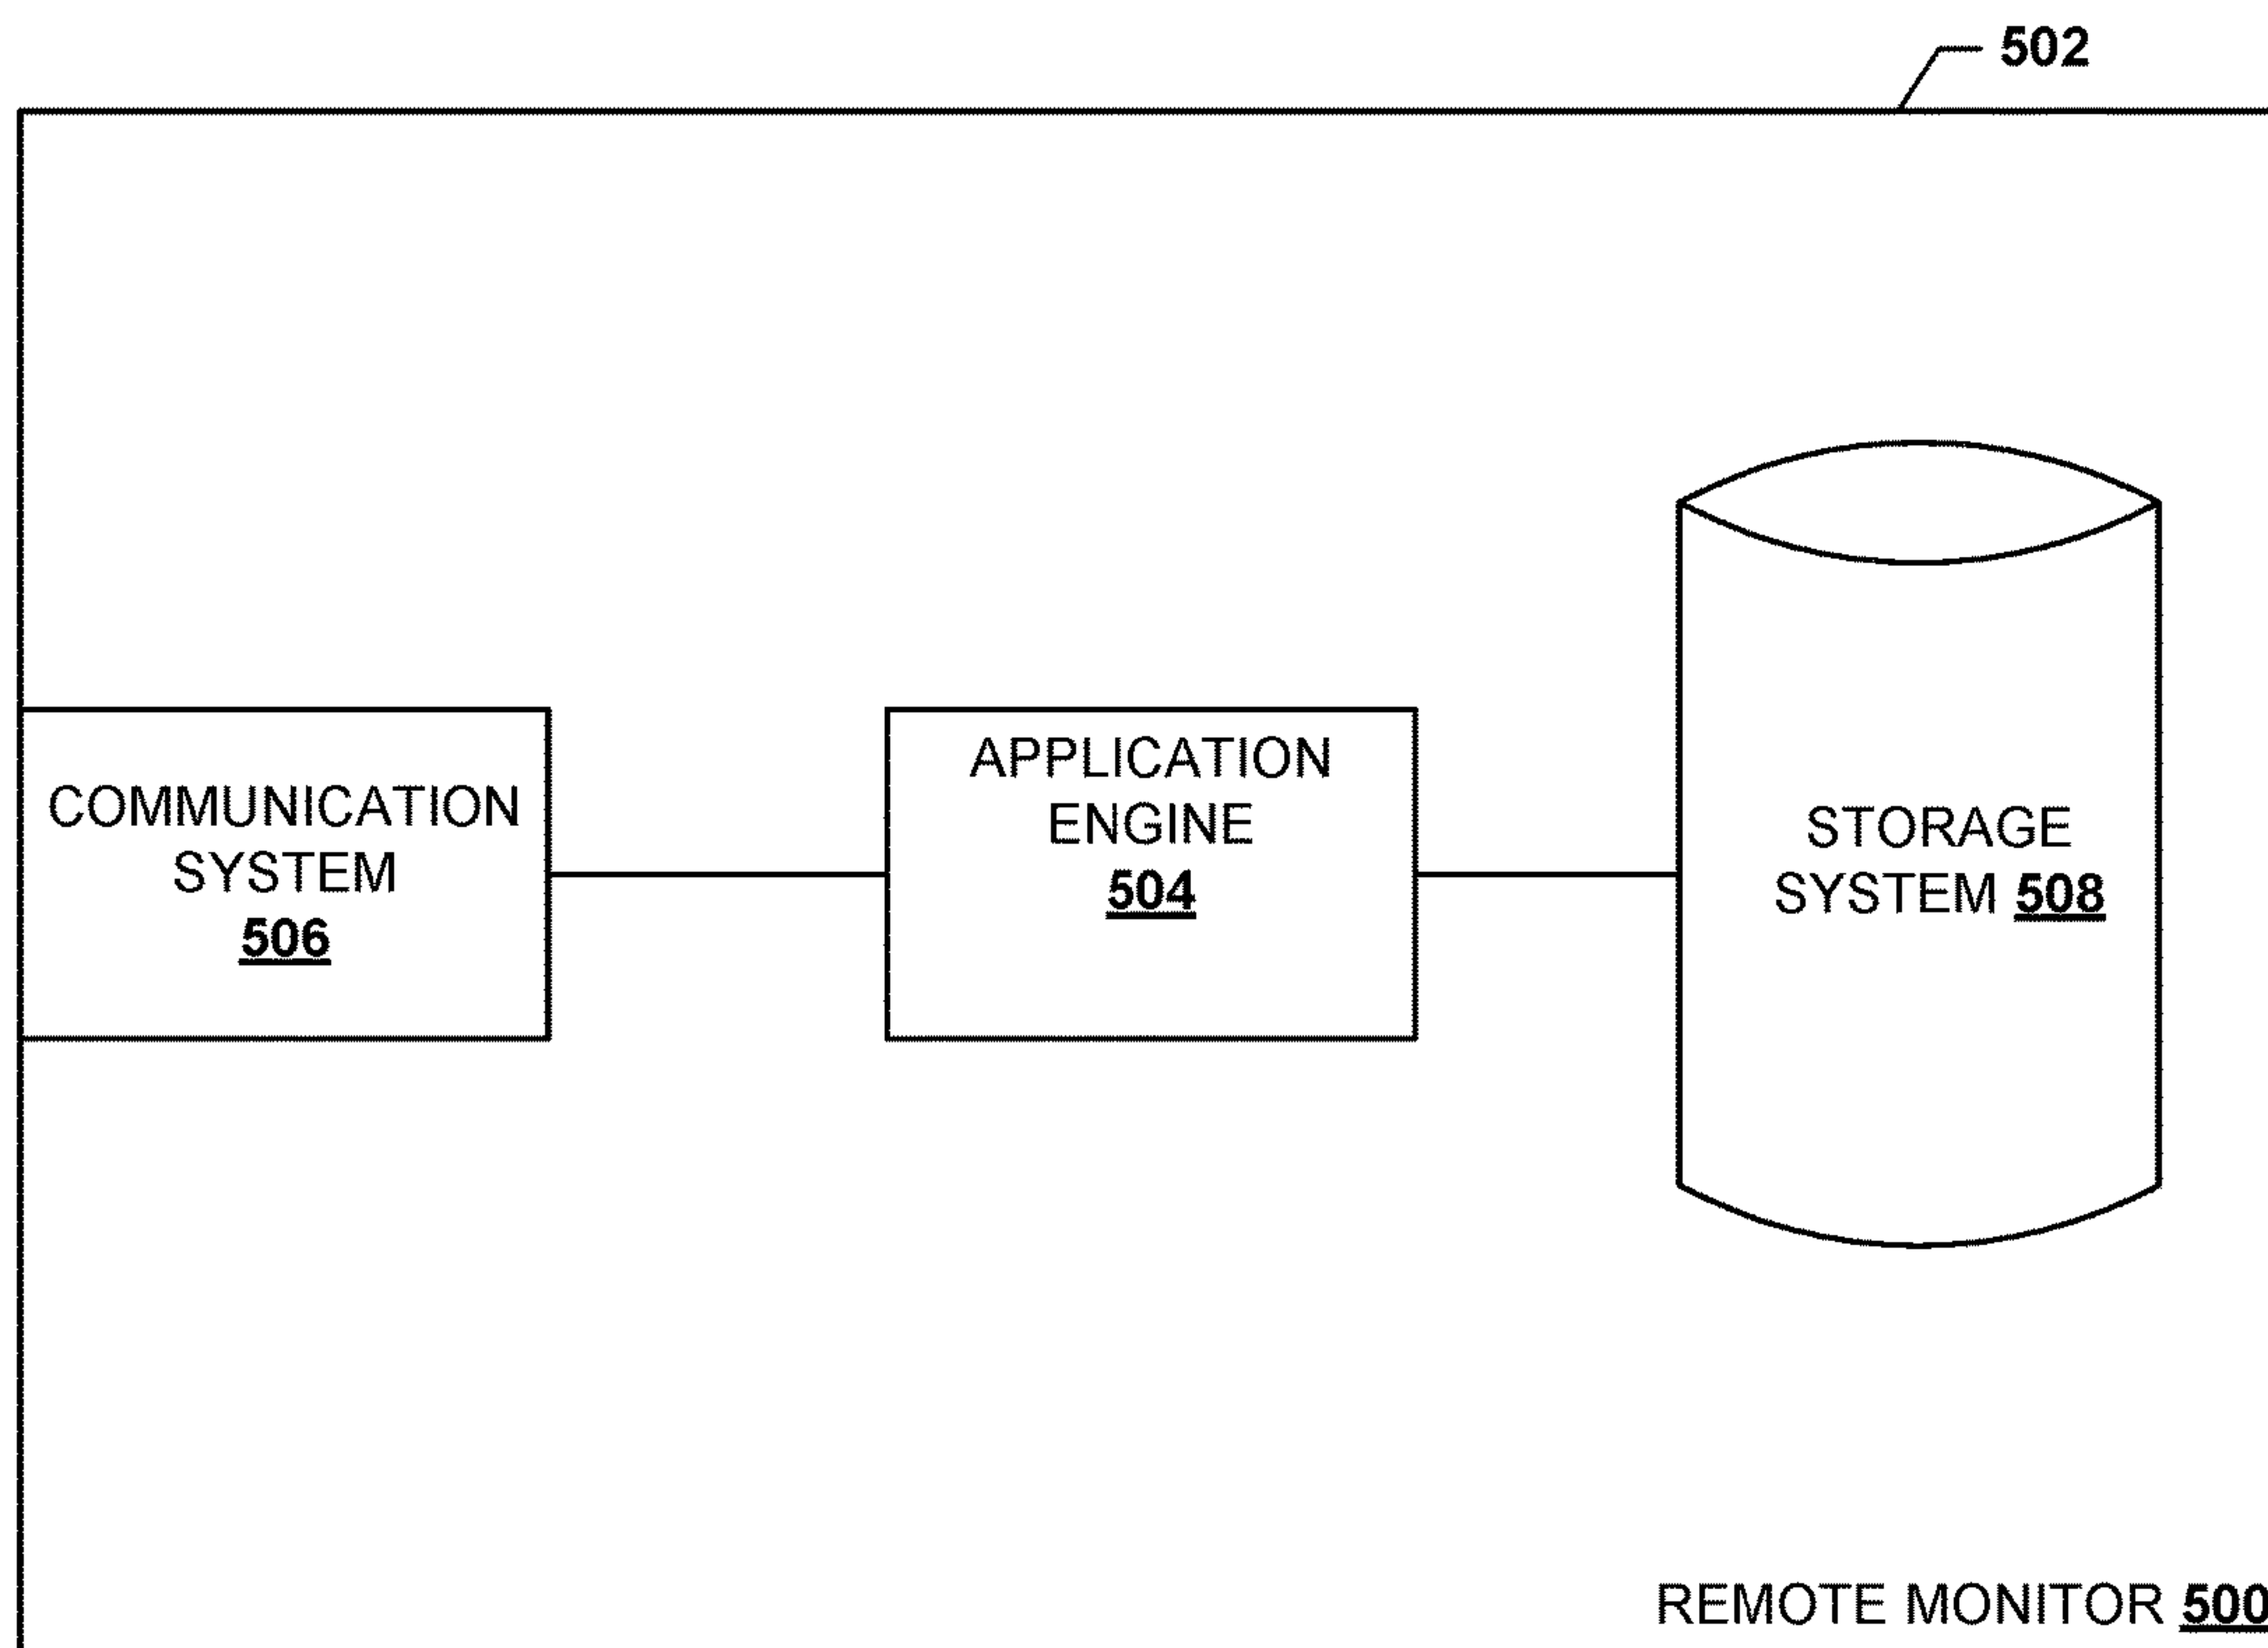 502
COMMUNICATION
SYSTEM
506
APPLICATION
ENGINE
504
STORAGE
SYSTEM 508
REMOTE MONITOR 500